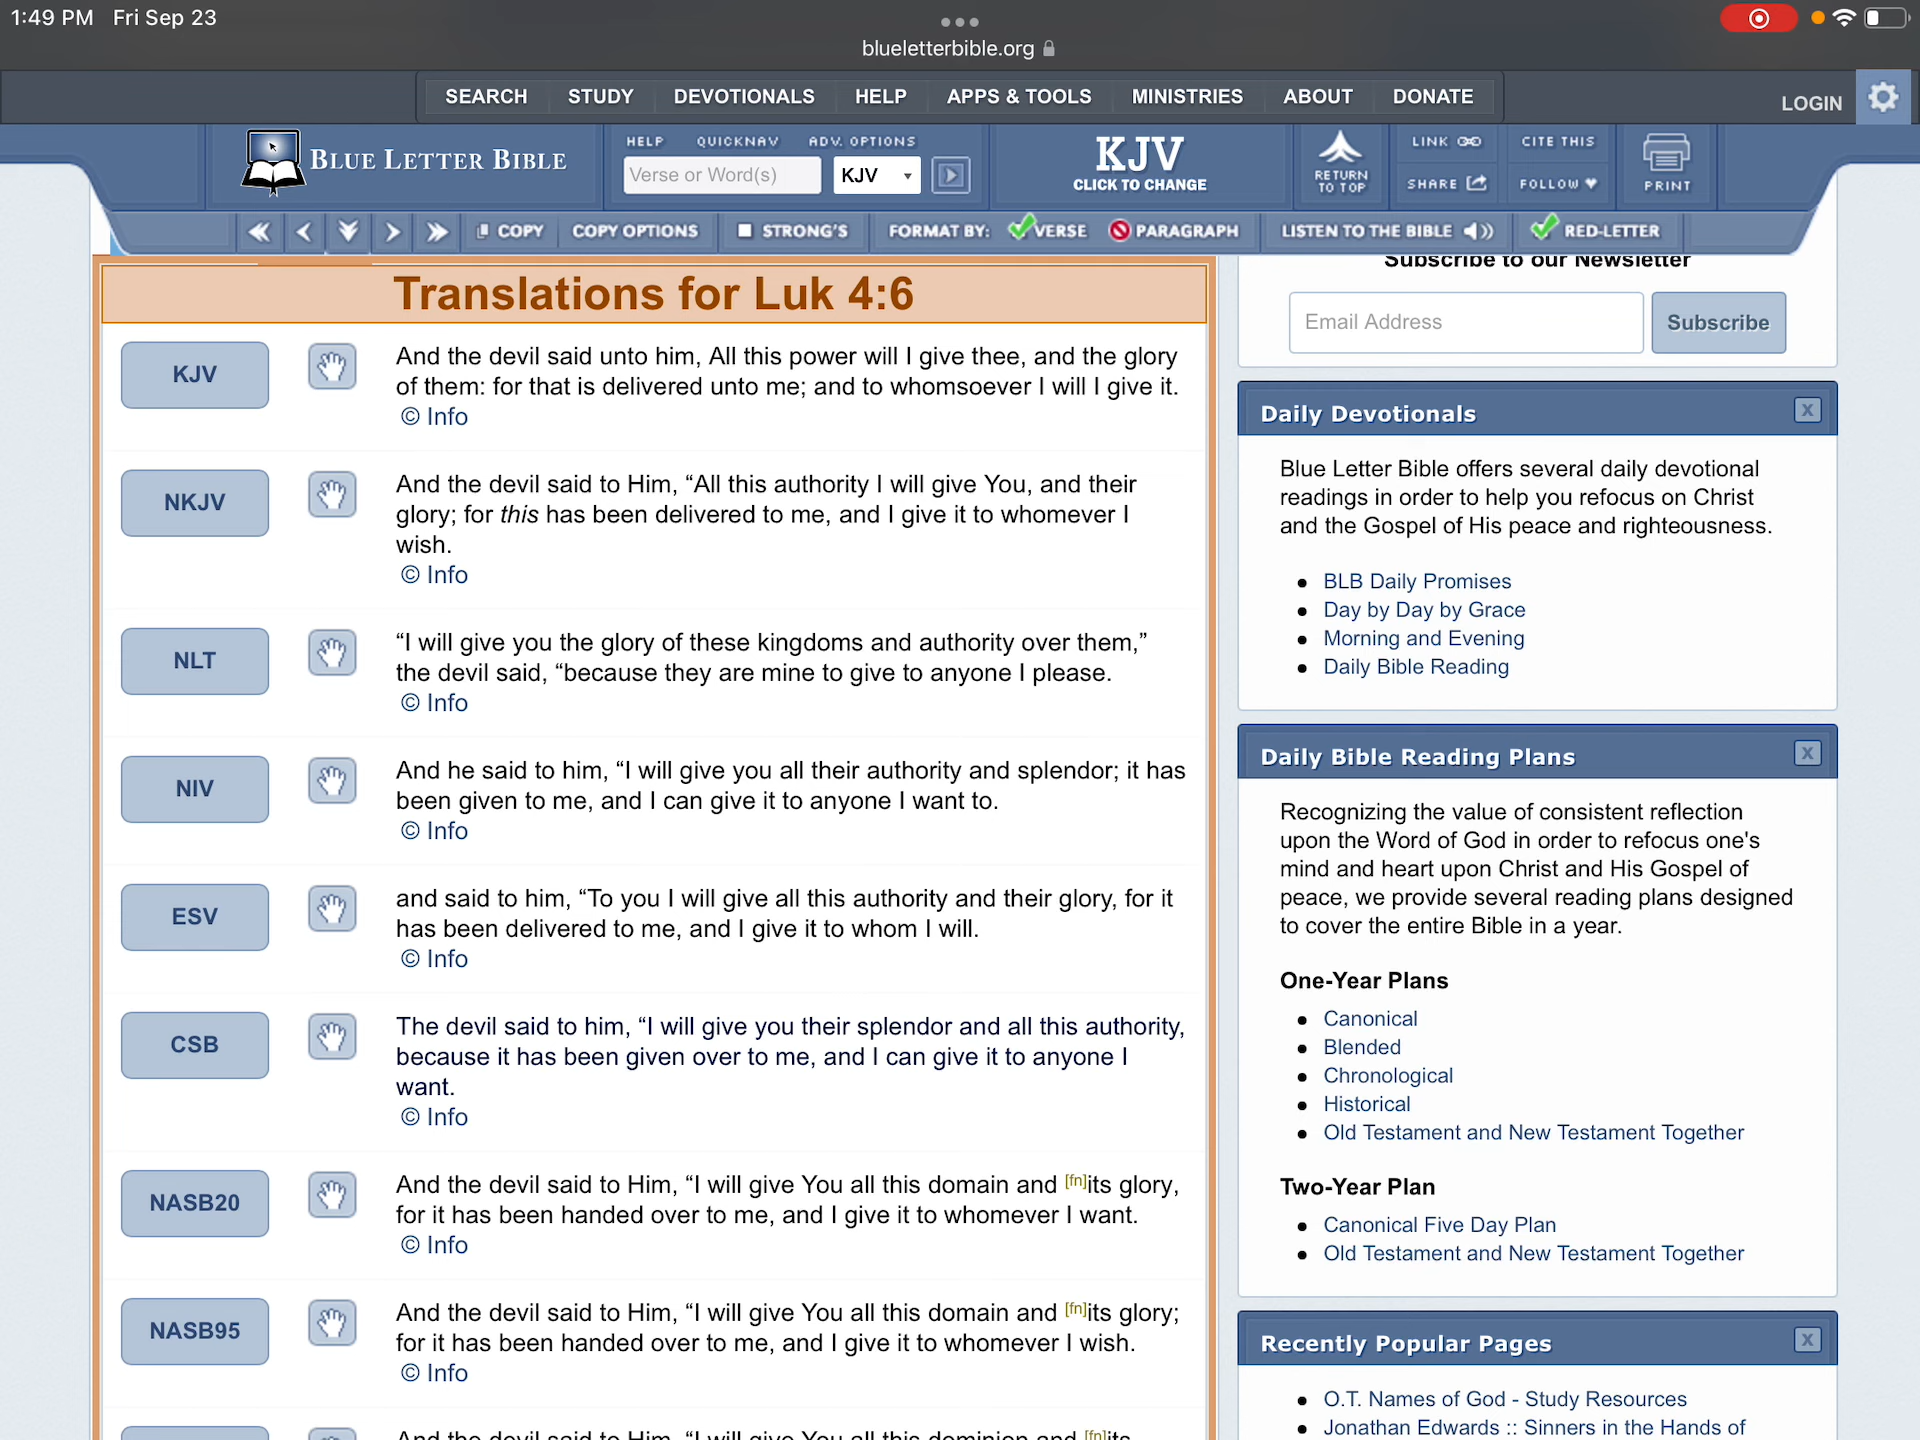 1:49 PM Fri Sep 23
blueletterbible.org
SEARCH STUDY DEVOTIONALS HELP APPS & TOOLS MINISTRIES ABOUT DONATE
LOGIN
BLUE LETTER BIBLE
HELP QUICKNAV ADV. OPTIONS
Verse or Word(s) KJV
KJV
CLICK TO CHANGE
RETURN
TO TOP
LINK CITE THIS
SHARE FOLLOW
PRINT
COPY COPY OPTIONS STRONG'S FORMAT BY: VERSE PARAGRAPH LISTEN TO THE BIBLE RED-LETTER
Translations for Luk 4:6
KJV
And the devil said unto him, All this power will I give thee, and the glory
of them: for that is delivered unto me; and to whomsoever I will I give it.
© Info
NKJV
And the devil said to Him, “All this authority I will give You, and their
glory; for this has been delivered to me, and I give it to whomever I
wish.
© Info
NLT
“I will give you the glory of these kingdoms and authority over them,”
the devil said, “because they are mine to give to anyone I please.
© Info
NIV
And he said to him, “I will give you all their authority and splendor; it has
been given to me, and I can give it to anyone I want to.
© Info
ESV
and said to him, “To you I will give all this authority and their glory, for it
has been delivered to me, and I give it to whom I will.
© Info
CSB
The devil said to him, “I will give you their splendor and all this authority,
because it has been given over to me, and I can give it to anyone I
want.
© Info
NASB20
And the devil said to Him, “I will give You all this domain and [fn]its glory,
for it has been handed over to me, and I give it to whomever I want.
© Info
NASB95
And the devil said to Him, “I will give You all this domain and [fn]its glory;
for it has been handed over to me, and I give it to whomever I wish.
© Info
And the devil said to Him, “I will give You all this dominion and [fn]its
Subscribe to our Newsletter
Email Address Subscribe
Daily Devotionals X
Blue Letter Bible offers several daily devotional
readings in order to help you refocus on Christ
and the Gospel of His peace and righteousness.
BLB Daily Promises
Day by Day by Grace
Morning and Evening
Daily Bible Reading
Daily Bible Reading Plans X
Recognizing the value of consistent reflection
upon the Word of God in order to refocus one's
mind and heart upon Christ and His Gospel of
peace, we provide several reading plans designed
to cover the entire Bible in a year.
One-Year Plans
Canonical
Blended
Chronological
Historical
Old Testament and New Testament Together
Two-Year Plan
Canonical Five Day Plan
Old Testament and New Testament Together
Recently Popular Pages X
O.T. Names of God - Study Resources
Jonathan Edwards :: Sinners in the Hands of